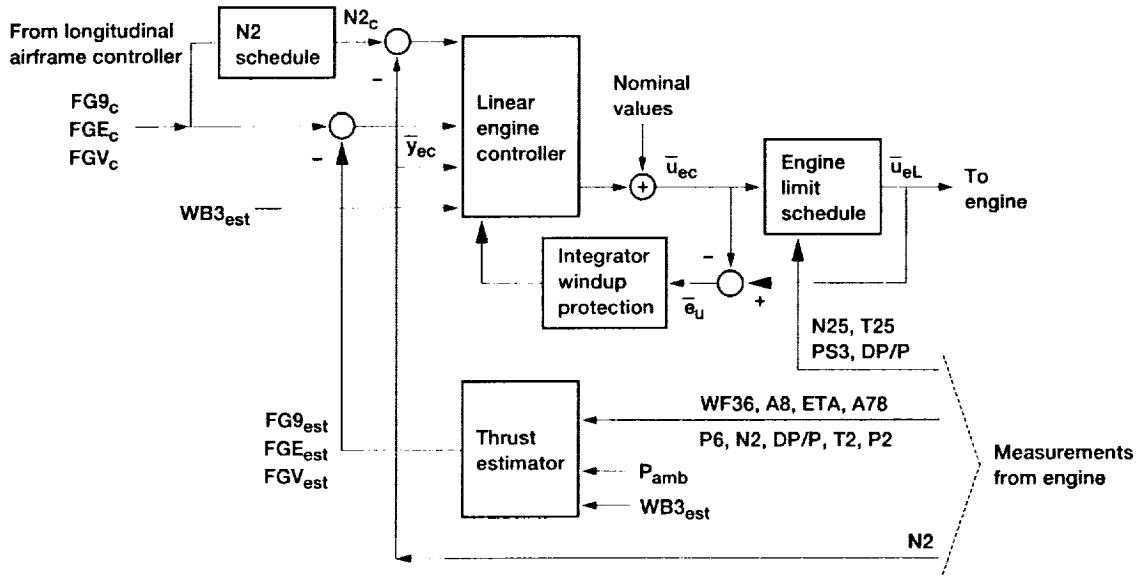 From longitudinal
airframe controller
N2
schedule
N2c
−
FG9c
FGEc
FGVc
−
ȳec
Linear
engine
controller
Nominal
values
+
ūec
Engine
limit
schedule
ūeL
To
engine
WB3est
Integrator
windup
protection
−
ēu
+
N25, T25
PS3, DP/P
FG9est
FGEest
FGVest
Thrust
estimator
WF36, A8, ETA, A78
P6, N2, DP/P, T2, P2
Pamb
WB3est
Measurements
from engine
N2